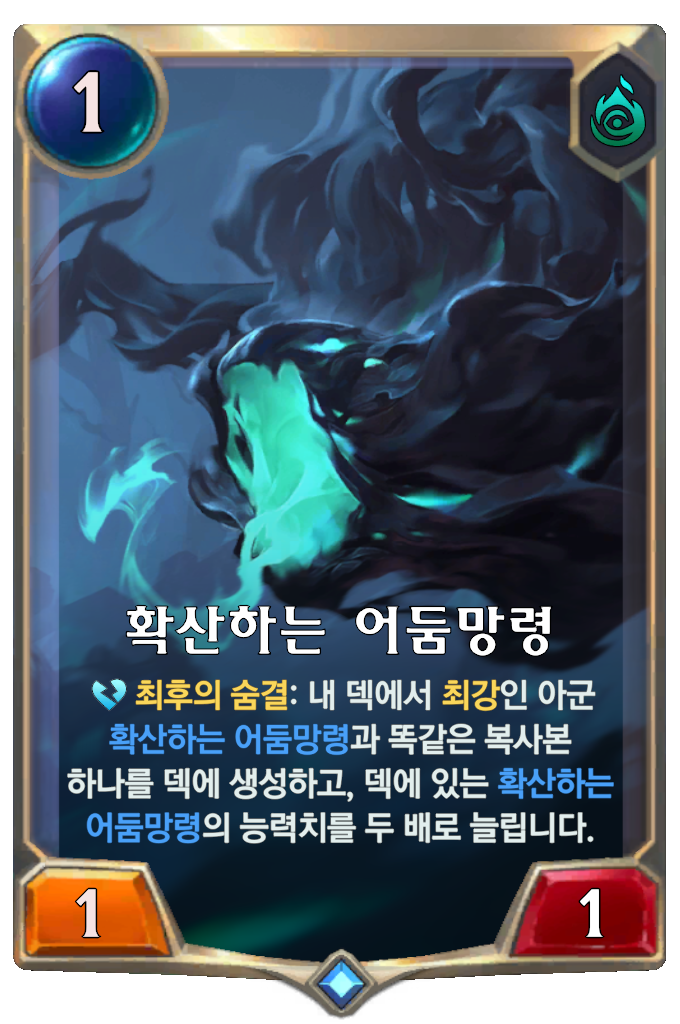 1
확산하는 어둠망령
최후의 숨결: 내 덱에서 최강인 아군
확산하는 어둠망령과 똑같은 복사본
하나를 덱에 생성하고, 덱에 있는 확산하는
어둠망령의 능력치를 두 배로 늘립니다.
1 1